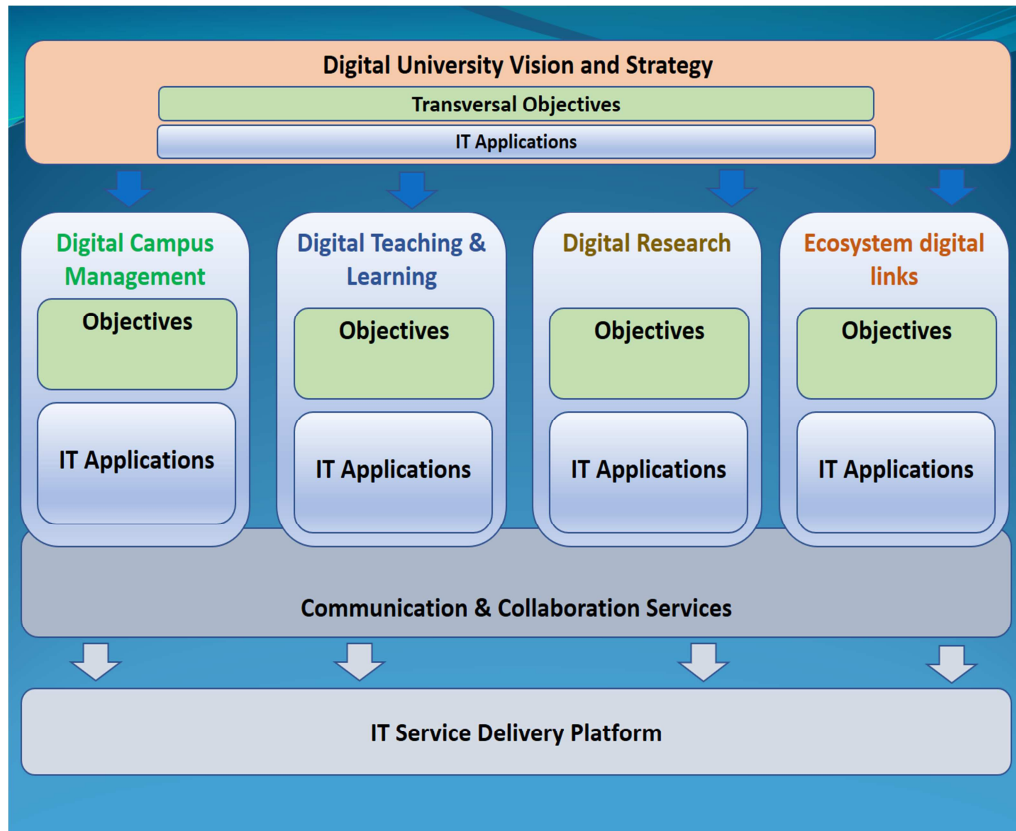 Digital University Vision and Strategy
Transversal Objectives
IT Applications
Digital Campus
Management
Objectives
IT Applications
Digital Teaching &
Learning
Objectives
IT Applications
Digital Research
Objectives
IT Applications
Ecosystem digital
links
Objectives
IT Applications
Communication & Collaboration Services
IT Service Delivery Platform